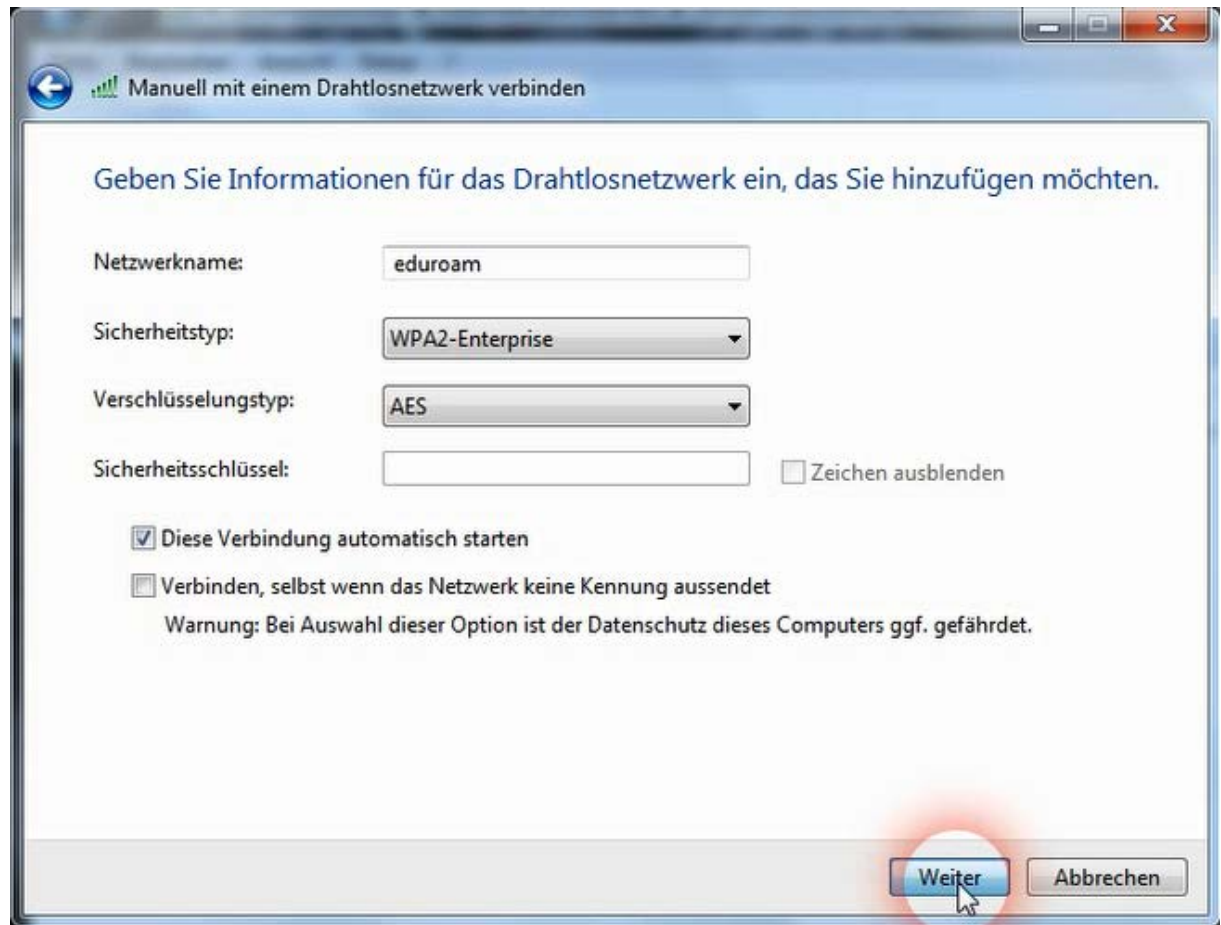 Manuell mit einem Drahtlosnetzwerk verbinden
Geben Sie Informationen für das Drahtlosnetzwerk ein, das Sie hinzufügen möchten.
Netzwerkname: eduroam
Sicherheitstyp: WPA2-Enterprise
Verschlüsselungstyp: AES
Sicherheitsschlüssel: Zeichen ausblenden
Diese Verbindung automatisch starten
Verbinden, selbst wenn das Netzwerk keine Kennung aussendet
Warnung: Bei Auswahl dieser Option ist der Datenschutz dieses Computers ggf. gefährdet.
Weiter Abbrechen